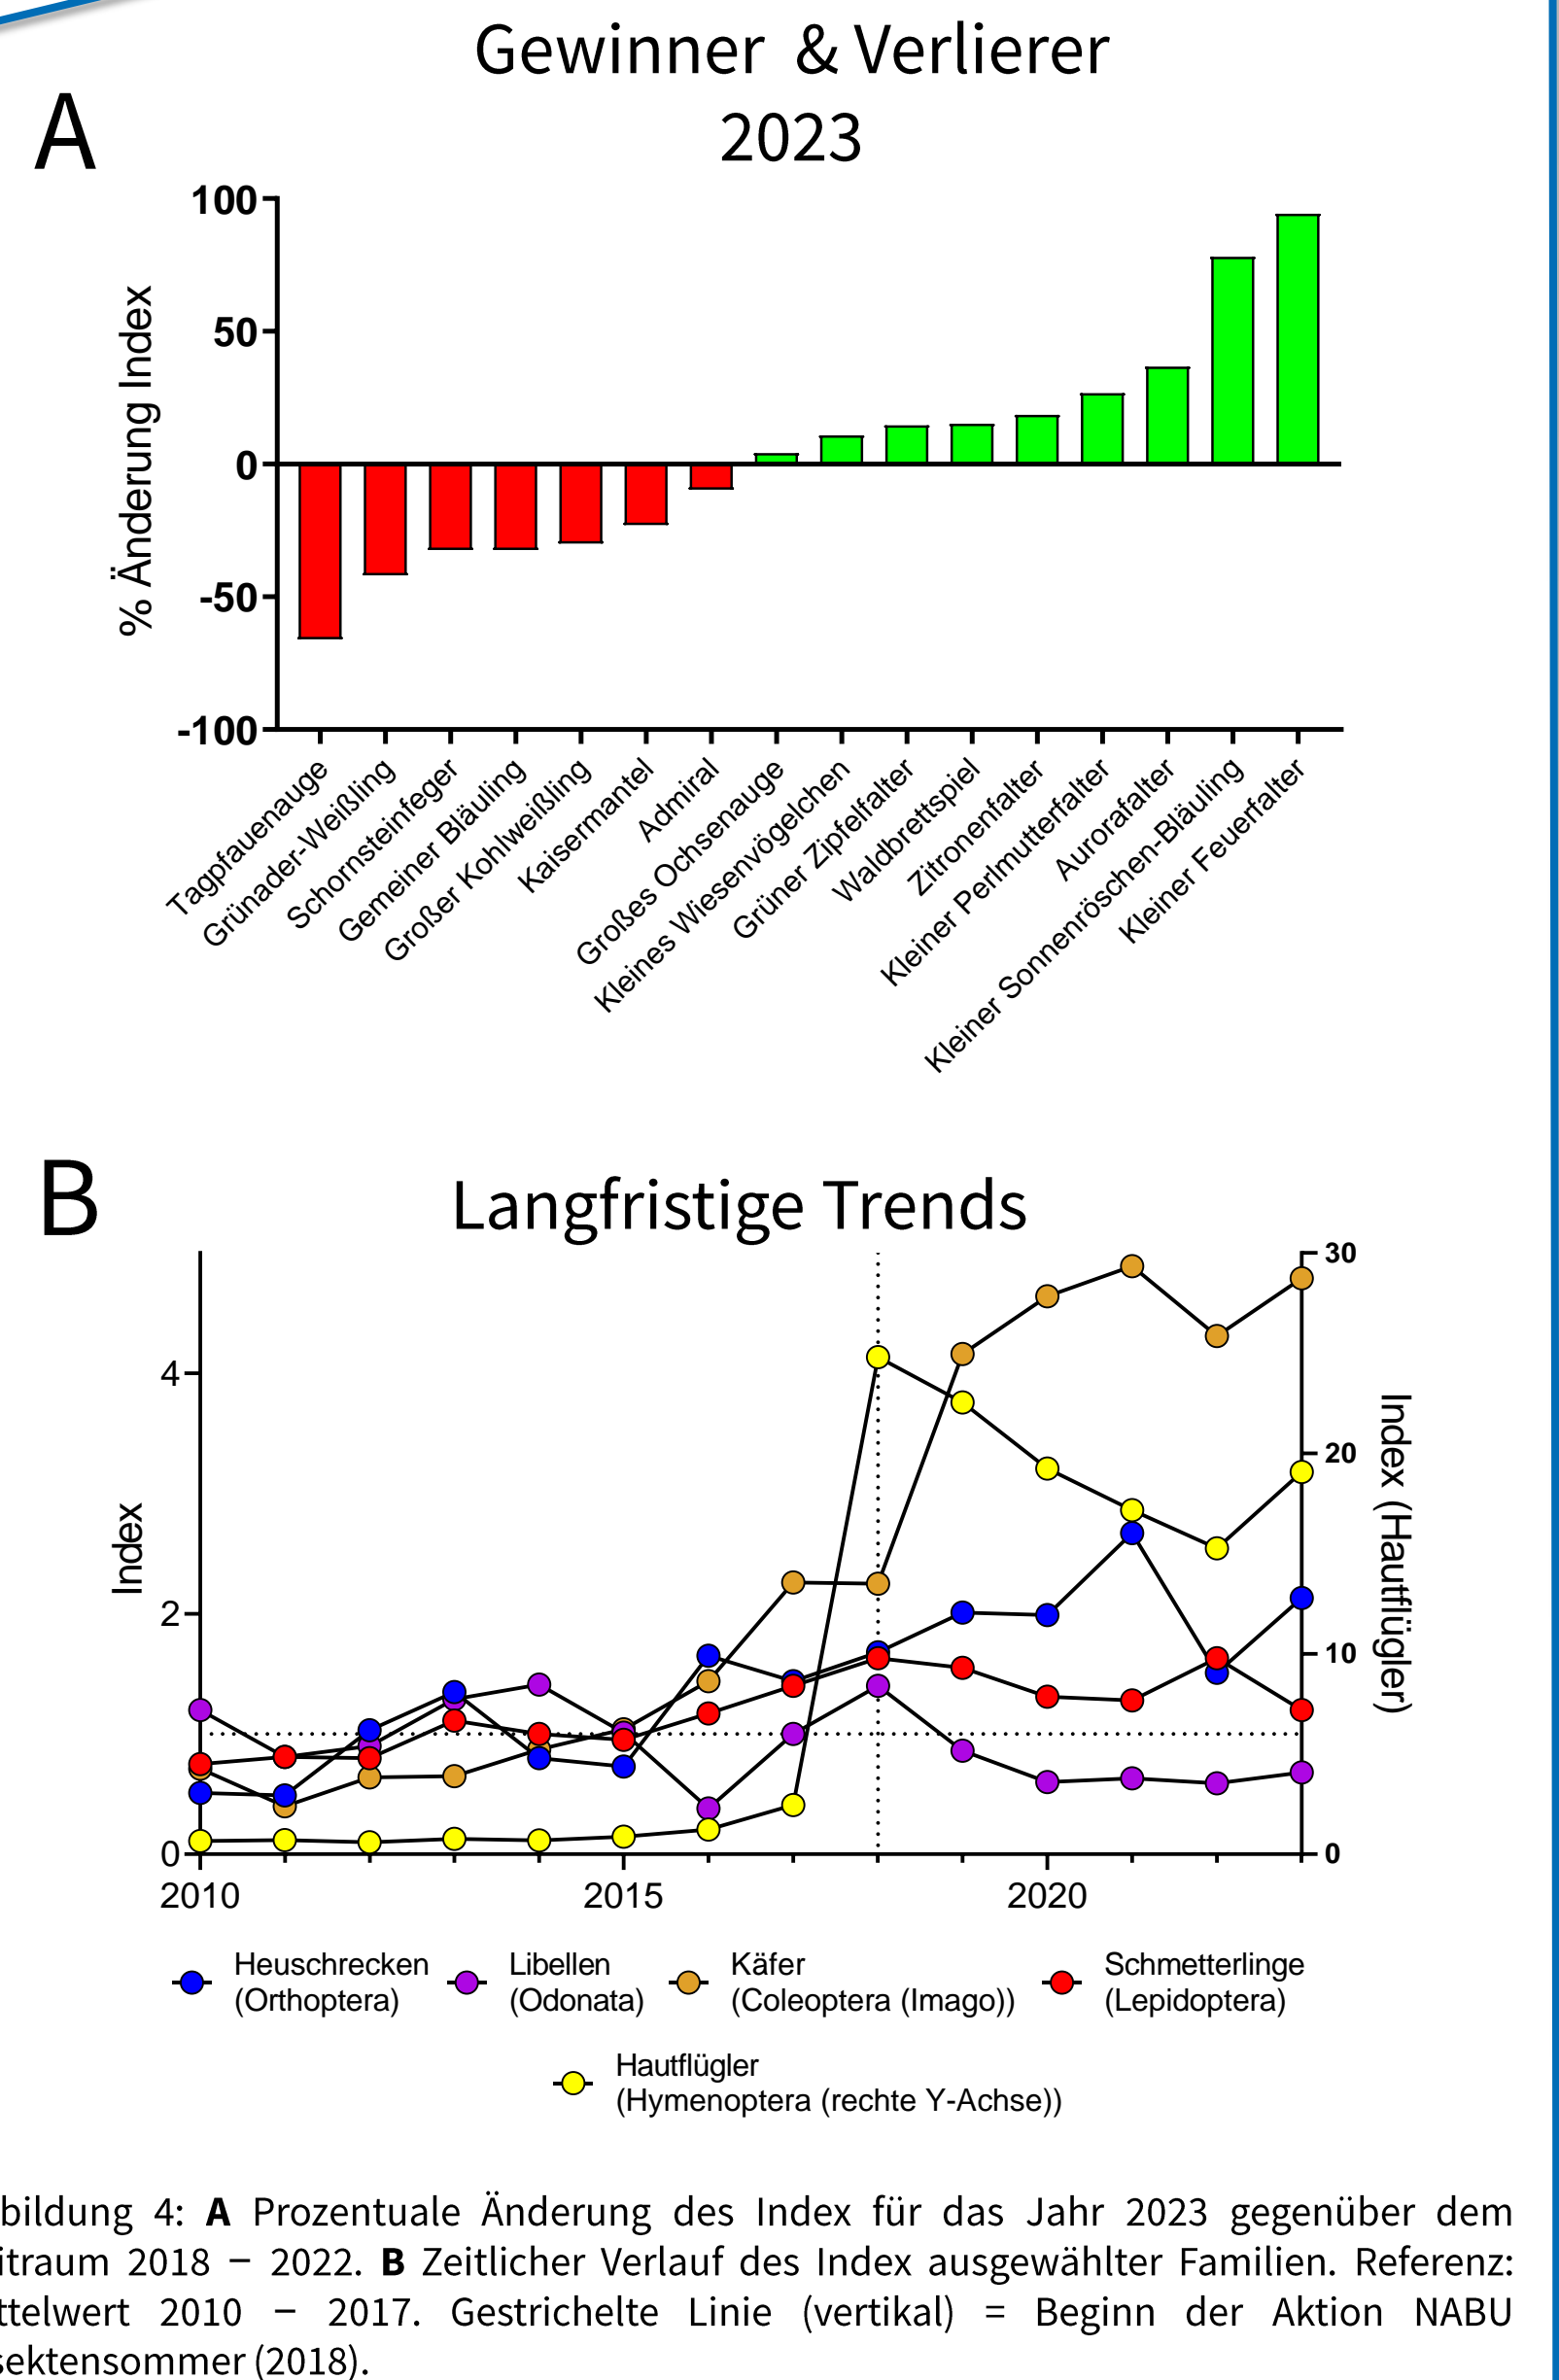 Gewinner & Verlierer
2023
A
100
50
0
-50
-100
% Änderung Index
Tagpfauenauge
Grünader-Weißling
Schornsteinfeger
Gemeiner Bläuling
Großer Kohlweißling
Kaisermantel
Admiral
Großes Ochsenauge
Kleines Wiesenvögelchen
Grüner Zipfelfalter
Waldbrettspiel
Zitronenfalter
Kleiner Perlmutterfalter
Aurorafalter
Kleiner Sonnenröschen-Bläuling
Kleiner Feuerfalter
B
Langfristige Trends
4
2
0
Index
30
20
10
0
Index (Hautflügler)
2010
2015
2020
Heuschrecken
(Orthoptera)
Libellen
(Odonata)
Käfer
(Coleoptera (Imago))
Schmetterlinge
(Lepidoptera)
Hautflügler
(Hymenoptera (rechte Y-Achse))
bildung 4: A Prozentuale Änderung des Index für das Jahr 2023 gegenüber dem
itraum 2018 – 2022. B Zeitlicher Verlauf des Index ausgewählter Familien. Referenz:
ttelwert 2010 – 2017. Gestrichelte Linie (vertikal) = Beginn der Aktion NABU
sektensommer (2018).